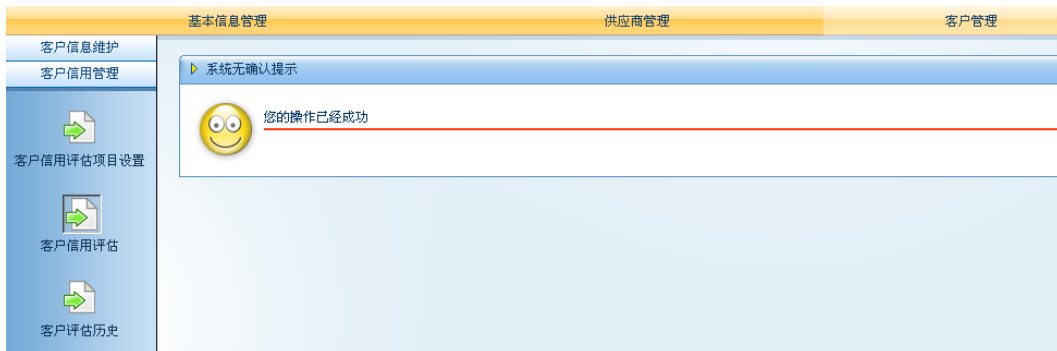 基本信息管理 供应商管理 客户管理
客户信息维护
客户信用管理
系统无确认提示
您的操作已经成功
客户信用评估项目设置
客户信用评估
客户评估历史